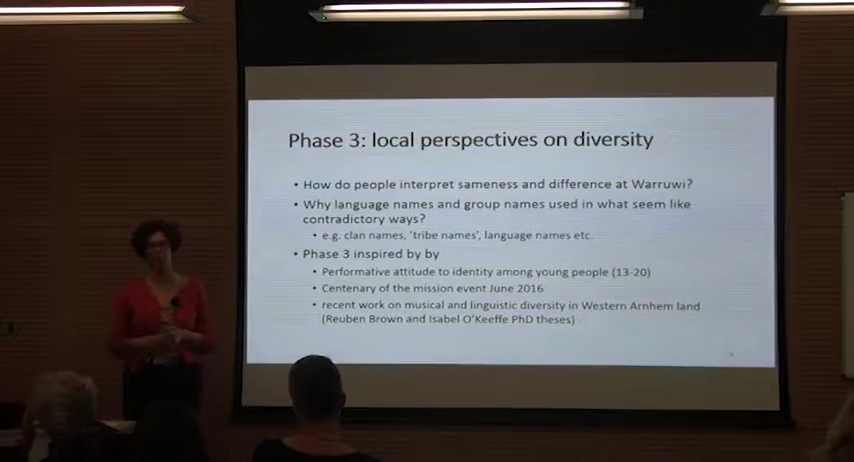 Phase 3: local perspectives on diversity
• How do people interpret sameness and difference at Warruwi?
• Why language names and group names used in what seem like
contradictory ways?
• e.g. clan names, 'tribe names', language names etc.
• Phase 3 inspired by by
• Performative attitude to identity among young people (13-20)
• Centenary of the mission event June 2016
• recent work on musical and linguistic diversity in Western Arnhem land
(Reuben Brown and Isabel O'Keeffe PhD theses)